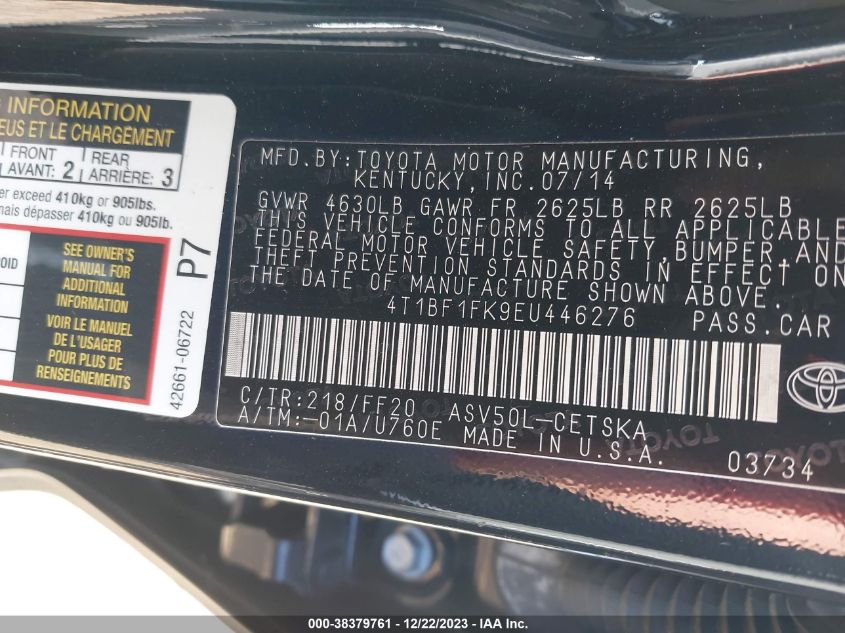 G INFORMATION
EUS ET LE CHARGEMENT
FRONT
AVANT: 2
REAR
ARRIÈRE: 3
er exceed 410kg or 905lbs.
mais dépasser 410kg ou 905lb.
OID
SEE OWNER'S
MANUAL FOR
ADDITIONAL
INFORMATION
VOIR LE MANUEL
DE L'USAGER
POUR PLUS DE
RENSEIGNEMENTS
P7
42661-06722
MFD.BY:TOYOTA MOTOR MANUFACTURING,
KENTUCKY,INC.07/14
GVWR 4630LB GAWR FR 2625LB RR 2625LB
THIS VEHICLE CONFORMS TO ALL APPLICABLE
FEDERAL MOTOR VEHICLE SAFETY,BUMPER,AND
THEFT PREVENTION STANDARDS IN EFFECT ON
THE DATE OF MANUFACTURE SHOWN ABOVE.
4T1BF1FK9EU446276 PASS.CAR
C/TR:218/FF20 ASV50L-CETSKA
A/TM:-01A/U760E MADE IN U.S.A.
03734
000-38379761 - 12/22/2023 - IAA Inc.